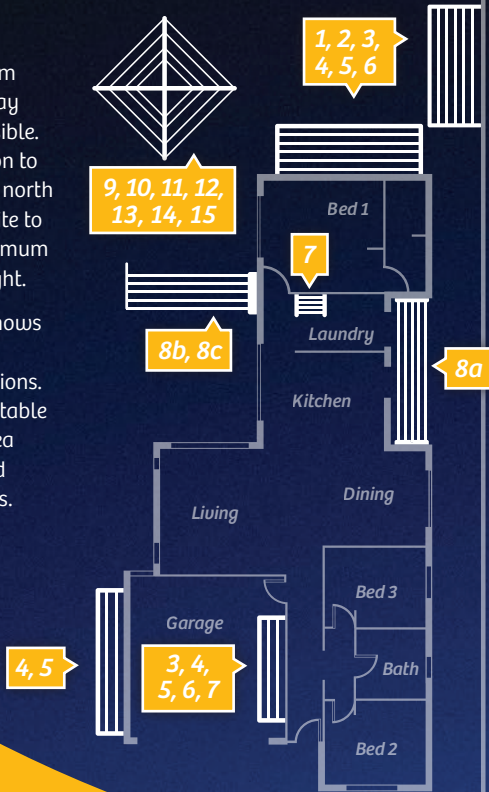 m
ay
sible.
on to
north
te to
mum
ght.
hows
ions.
table
ea
d
s.
1, 2, 3,
4, 5, 6
9, 10, 11, 12,
13, 14, 15
Bed 1
7
8b, 8c
Laundry
8a
Kitchen
Living
Dining
Bed 3
Garage
4, 5
3, 4,
5, 6, 7
Bath
Bed 2